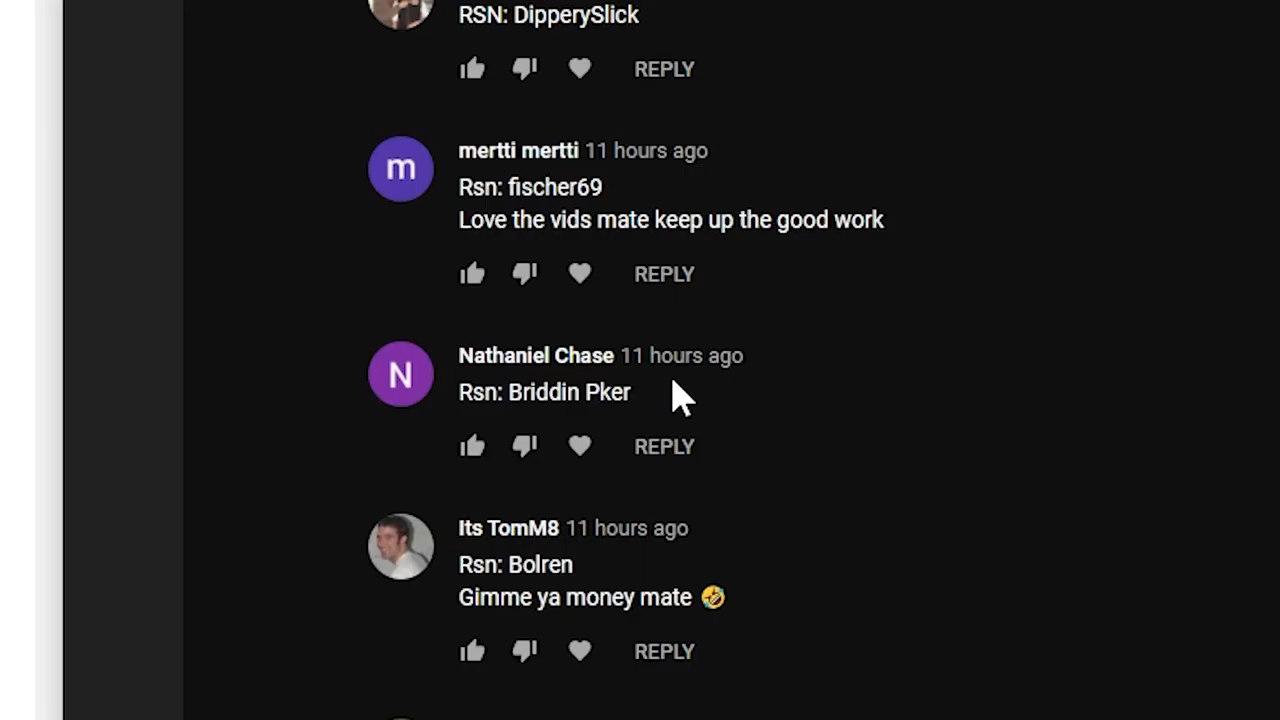 RSN: DipperySlick
REPLY
m
mertti mertti 11 hours ago
Rsn: fischer69
Love the vids mate keep up the good work
REPLY
N
Nathaniel Chase 11 hours ago
Rsn: Briddin Pker
REPLY
Its TomM8 11 hours ago
Rsn: Bolren
Gimme ya money mate 🤣
REPLY